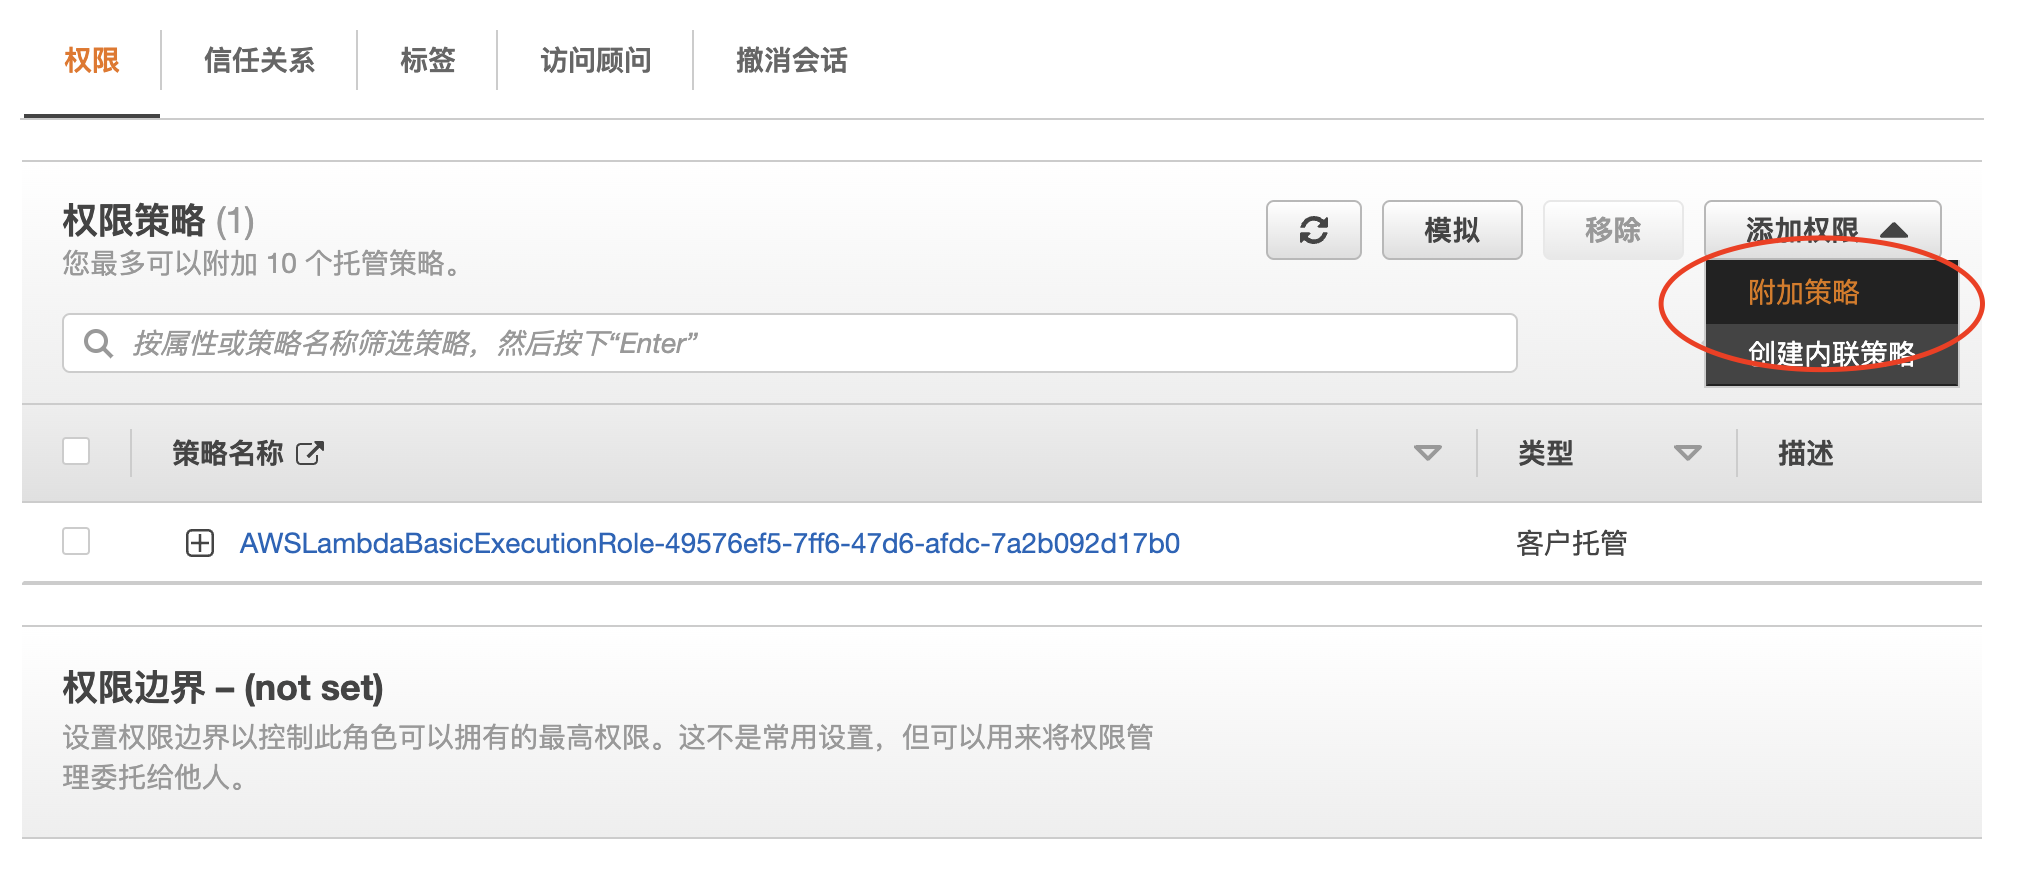 权限 信任关系 标签 访问顾问 撤消会话
权限策略 (1)
您最多可以附加 10 个托管策略。
模拟 移除 添加权限
附加策略
创建内联策略
按属性或策略名称筛选策略，然后按下“Enter”
策略名称 类型 描述
AWSLambdaBasicExecutionRole-49576ef5-7ff6-47d6-afdc-7a2b092d17b0 客户托管
权限边界 – (not set)
设置权限边界以控制此角色可以拥有的最高权限。这不是常用设置，但可以用来将权限管
理委托给他人。